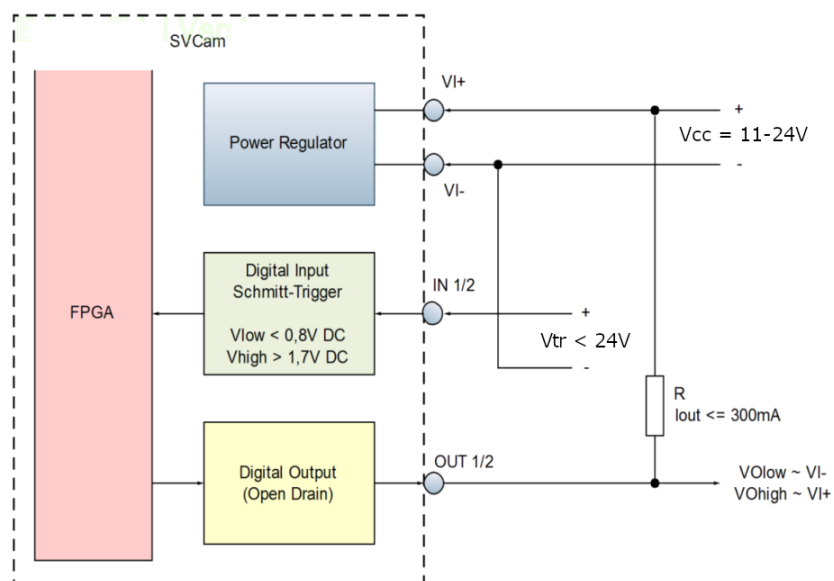 SVCam
VI+
+
Vcc = 11-24V
-
Power Regulator
VI-
Digital Input
Schmitt-Trigger
Vlow < 0,8V DC
Vhigh > 1,7V DC
IN 1/2
+
Vtr < 24V
-
FPGA
R
Iout <= 300mA
Digital Output
(Open Drain)
OUT 1/2
VOlow ~ VI-
VOhigh ~ VI+